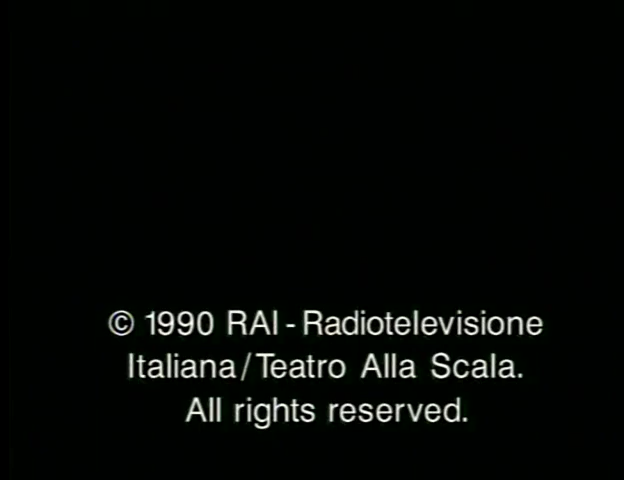 © 1990 RAI - Radiotelevisione
Italiana/Teatro Alla Scala.
All rights reserved.